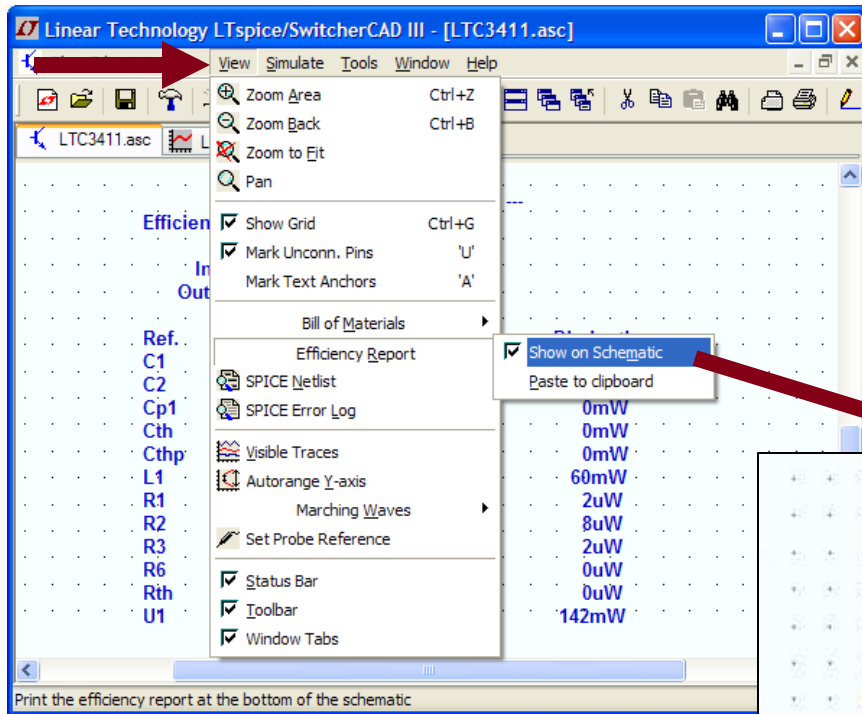 Linear Technology LTspice/SwitcherCAD III - [LTC3411.asc]
View Simulate Tools Window Help
LTC3411.asc L
Zoom Area Ctrl+Z
Zoom Back Ctrl+B
Zoom to Fit
Pan
---
Efficien Show Grid Ctrl+G
Mark Unconn. Pins 'U'
In
Mark Text Anchors 'A'
Out
Bill of Materials
Ref.
Efficiency Report
Show on Schematic
C1
SPICE Netlist
Paste to clipboard
C2
Cp1 SPICE Error Log 0mW
Cth 0mW
Cthp Visible Traces 0mW
L1 Autorange Y-axis 60mW
R1 Marching Waves 2uW
R2 8uW
R3 Set Probe Reference 2uW
R6 0uW
Rth Status Bar 0uW
U1 Toolbar 142mW
Window Tabs
Print the efficiency report at the bottom of the schematic